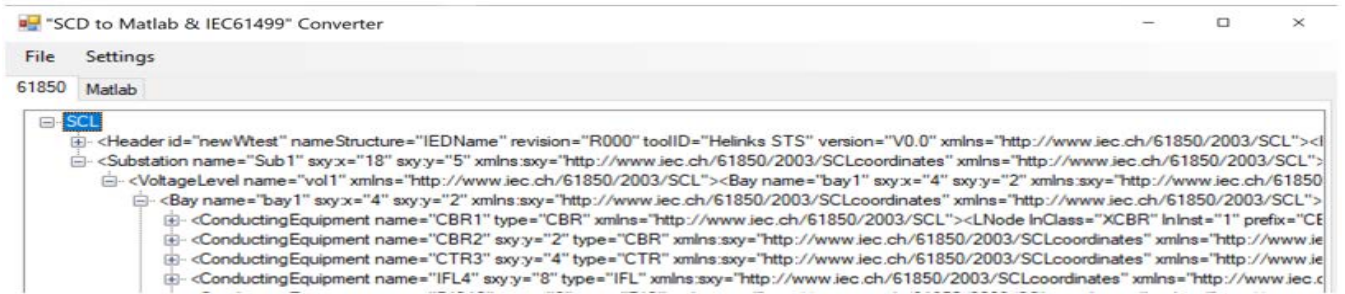 "SCD to Matlab & IEC61499" Converter
File Settings
61850 Matlab
SCL
<Header id="newWtest" nameStructure="IEDName" revision="R000" toolID="Helinks STS" version="V0.0" xmlns="http://www.iec.ch/61850/2003/SCL"><
<Substation name="Sub1" sxy:x="18" sxy:y="5" xmlns:sxy="http://www.iec.ch/61850/2003/SCLcoordinates" xmlns="http://www.iec.ch/61850/2003/SCL">
<VoltageLevel name="vol1" xmlns="http://www.iec.ch/61850/2003/SCL"><Bay name="bay1" sxy:x="4" sxy:y="2" xmlns:sxy="http://www.iec.ch/61850
<Bay name="bay1" sxy:x="4" sxy:y="2" xmlns:sxy="http://www.iec.ch/61850/2003/SCLcoordinates" xmlns="http://www.iec.ch/61850/2003/SCL">
<ConductingEquipment name="CBR1" type="CBR" xmlns="http://www.iec.ch/61850/2003/SCL"><LNode lnClass="XCBR" lnInst="1" prefix="CE
<ConductingEquipment name="CBR2" sxy:y="2" type="CBR" xmlns:sxy="http://www.iec.ch/61850/2003/SCLcoordinates" xmlns="http://www.ie
<ConductingEquipment name="CTR3" sxy:y="4" type="CTR" xmlns:sxy="http://www.iec.ch/61850/2003/SCLcoordinates" xmlns="http://www.ie
<ConductingEquipment name="IFL4" sxy:y="8" type="IFL" xmlns:sxy="http://www.iec.ch/61850/2003/SCLcoordinates" xmlns="http://www.iec.c